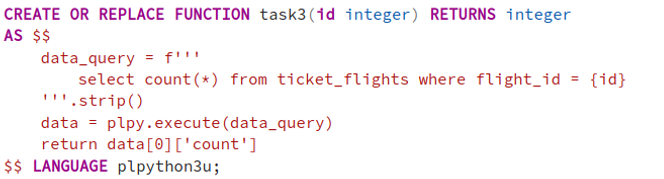 CREATE OR REPLACE FUNCTION task3(id integer) RETURNS integer
AS $$
    data_query = f'''
        select count(*) from ticket_flights where flight_id = {id}
    '''.strip()
    data = plpy.execute(data_query)
    return data[0]['count']
$$ LANGUAGE plpython3u;